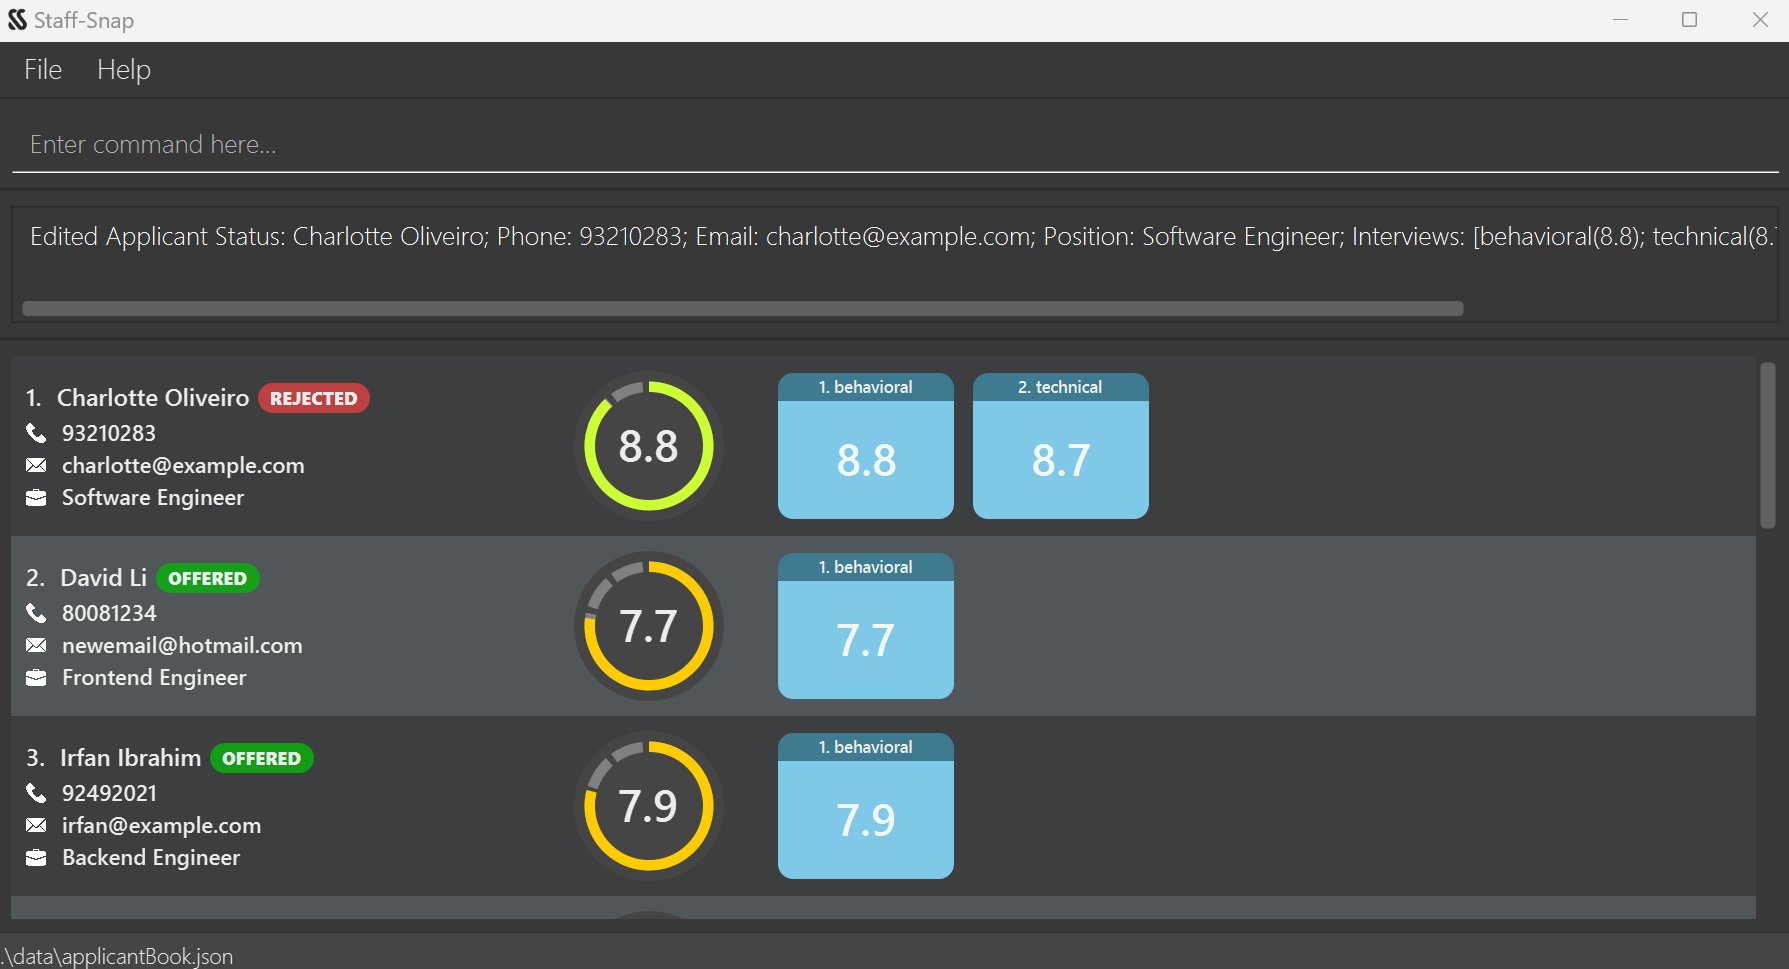 Staff-Snap
File Help
Enter command here...
Edited Applicant Status: Charlotte Oliveiro; Phone: 93210283; Email: charlotte@example.com; Position: Software Engineer; Interviews: [behavioral(8.8); technical(8.
1. Charlotte Oliveiro REJECTED
93210283
charlotte@example.com
Software Engineer
8.8
1. behavioral
8.8
2. technical
8.7
2. David Li OFFERED
80081234
newemail@hotmail.com
Frontend Engineer
7.7
1. behavioral
7.7
3. Irfan Ibrahim OFFERED
92492021
irfan@example.com
Backend Engineer
7.9
1. behavioral
7.9
.\data\applicantBook.json